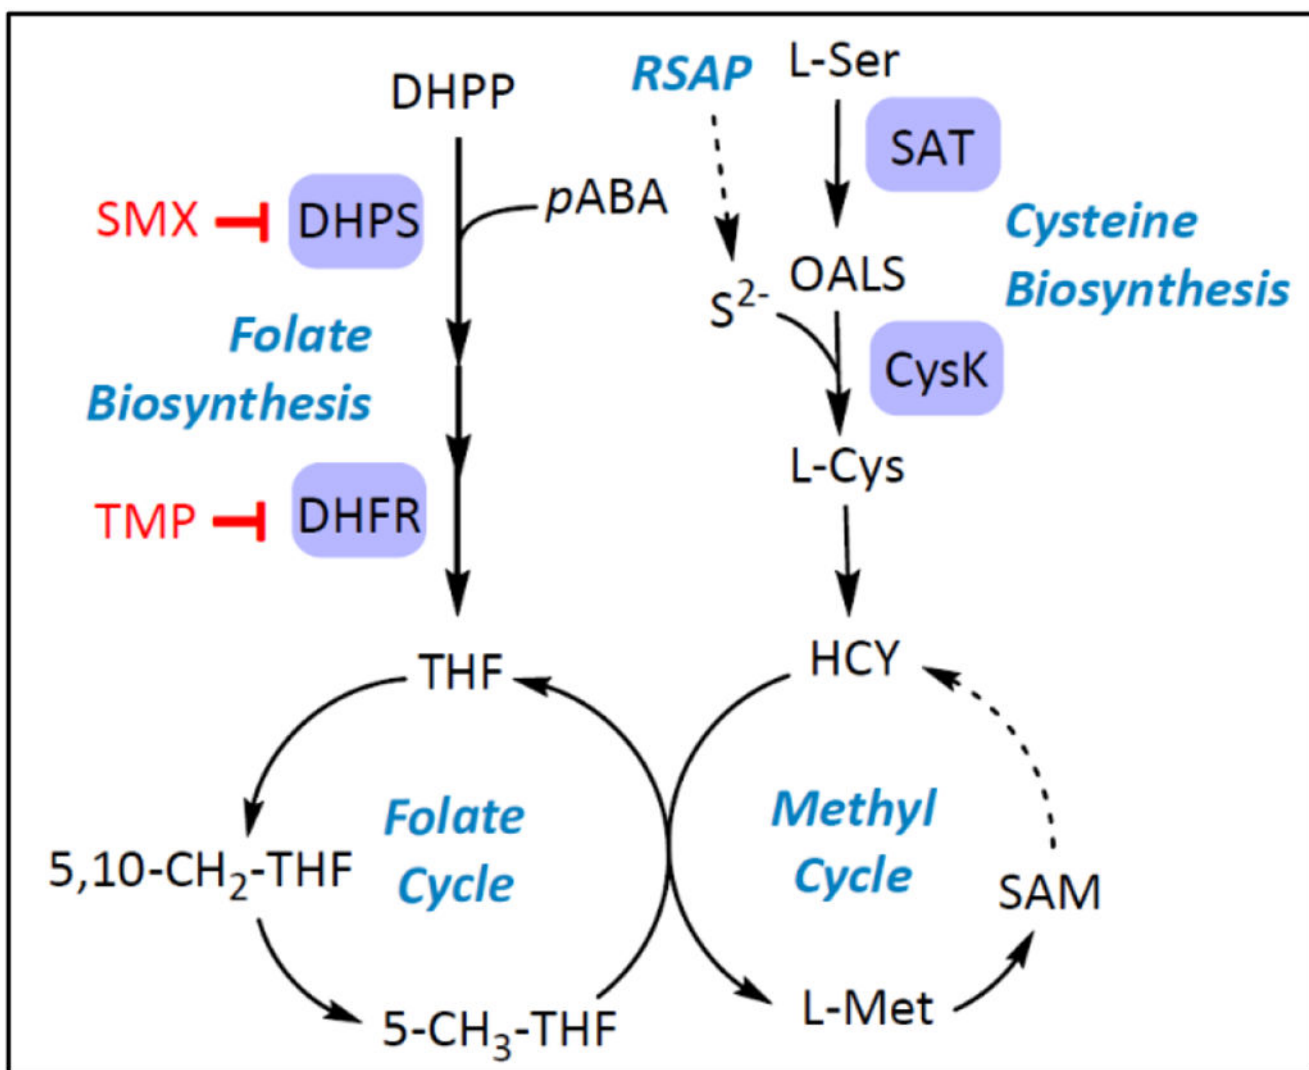 DHPP
RSAP
L-Ser
SAT
SMX
DHPS
pABA
Cysteine
Biosynthesis
S²⁻
OALS
Folate
Biosynthesis
CysK
L-Cys
TMP
DHFR
THF
HCY
Folate
Cycle
Methyl
Cycle
5,10-CH₂-THF
SAM
5-CH₃-THF
L-Met